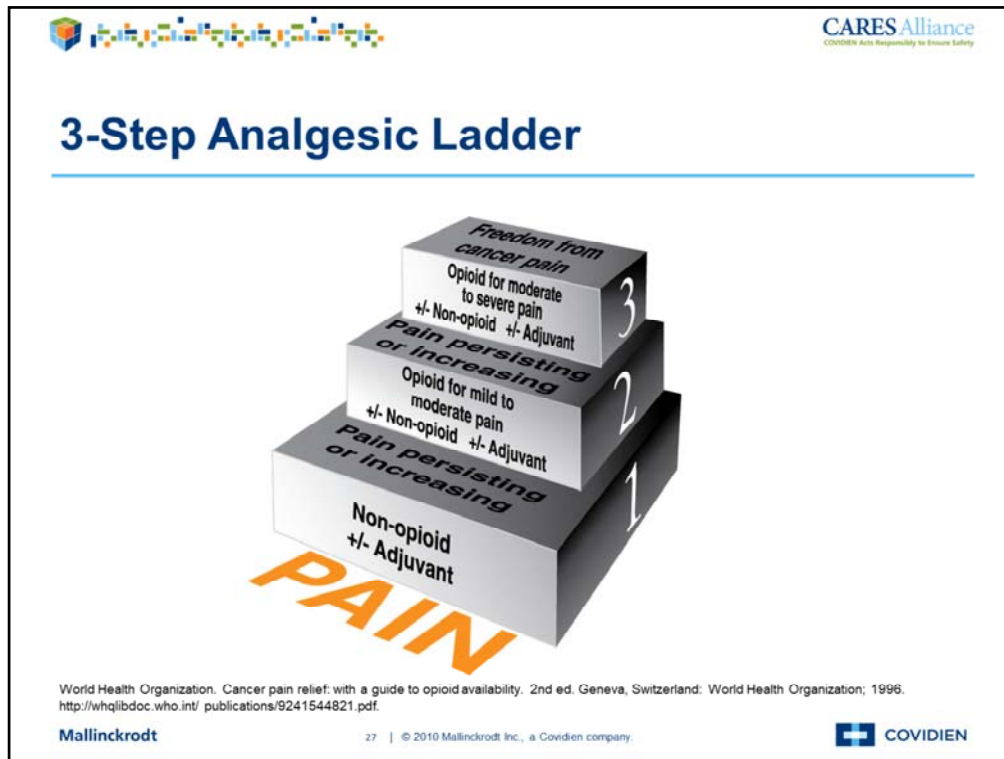 CARES Alliance
COVIDIEN Acts Responsibly to Ensure Safety
3-Step Analgesic Ladder
Freedom from
cancer pain
Opioid for moderate
to severe pain
+/- Non-opioid +/- Adjuvant
3
Pain persisting
or increasing
Opioid for mild to
moderate pain
+/- Non-opioid +/- Adjuvant
2
Pain persisting
or increasing
Non-opioid
+/- Adjuvant
1
PAIN
World Health Organization. Cancer pain relief: with a guide to opioid availability. 2nd ed. Geneva, Switzerland: World Health Organization; 1996.
http://whqlibdoc.who.int/ publications/9241544821.pdf.
Mallinckrodt
27 | © 2010 Mallinckrodt Inc., a Covidien company.
COVIDIEN